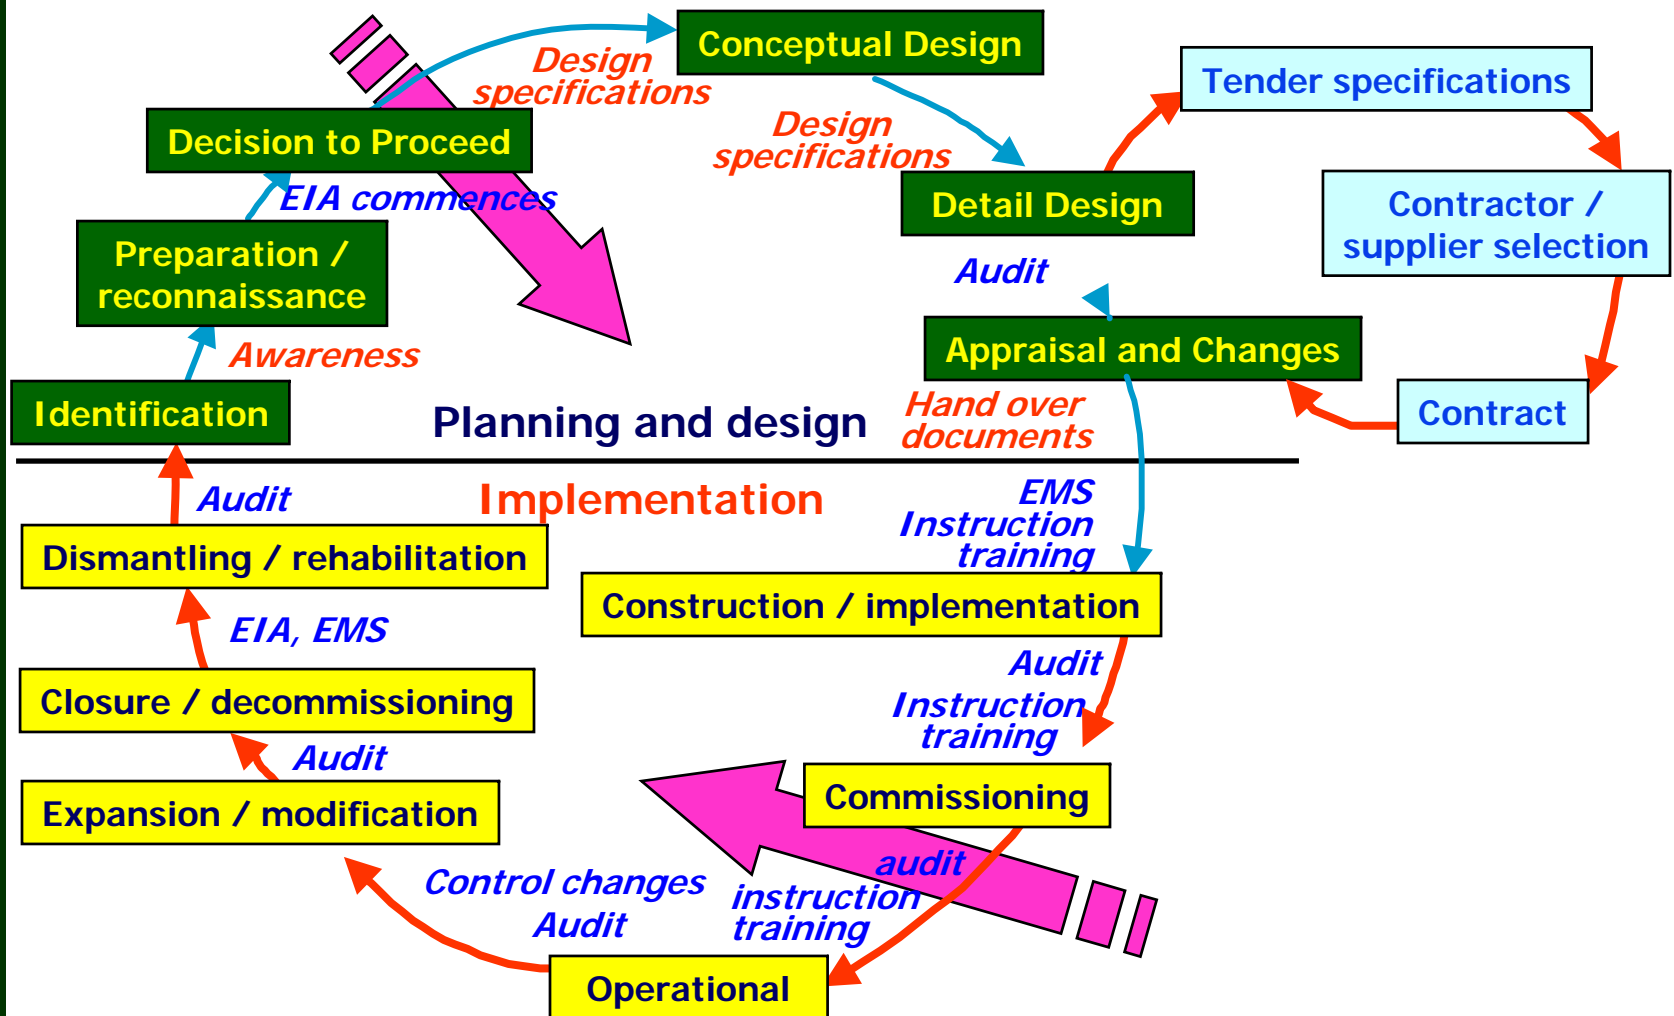 Conceptual Design
Design
specifications
Tender specifications
Decision to Proceed
Design
specifications
EIA commences
Detail Design
Contractor /
supplier selection
Preparation /
reconnaissance
Audit
Awareness
Appraisal and Changes
Identification
Planning and design
Hand over
documents
Contract
Audit
Implementation
EMS
Instruction
training
Dismantling / rehabilitation
Construction / implementation
EIA, EMS
Audit
Closure / decommissioning
Instruction
training
Audit
Expansion / modification
Commissioning
Control changes
Audit
audit
instruction
training
Operational